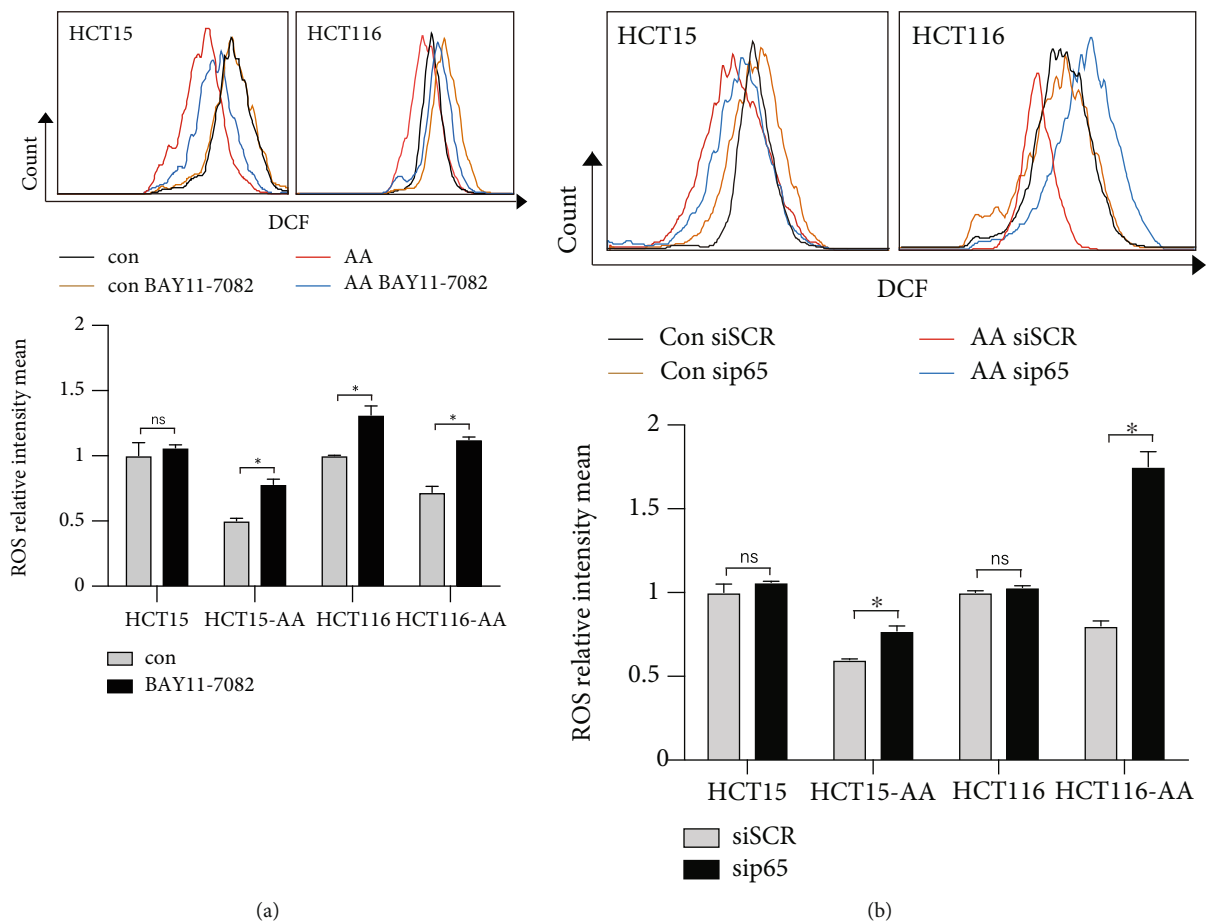 HCT15
HCT116
Count
DCF
con
AA
con BAY11-7082
AA BAY11-7082
2
1.5
1
0.5
0
ROS relative intensity mean
ns
*
*
*
HCT15
HCT15-AA
HCT116
HCT116-AA
con
BAY11-7082
(a)
HCT15
HCT116
Count
DCF
Con siSCR
AA siSCR
Con sip65
AA sip65
2
1.5
1
0.5
0
ROS relative intensity mean
ns
*
ns
*
HCT15
HCT15-AA
HCT116
HCT116-AA
siSCR
sip65
(b)